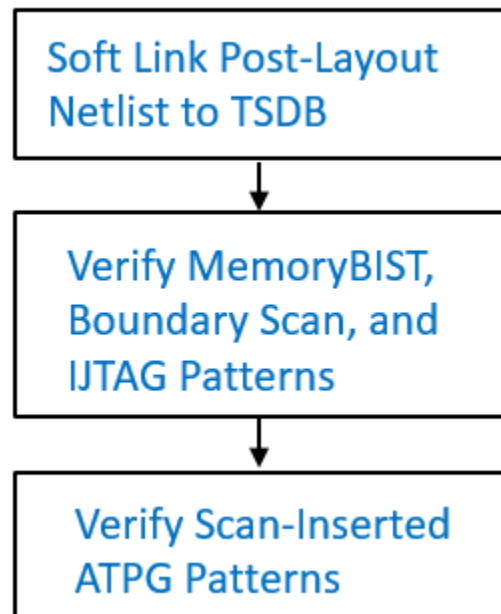 Soft Link Post-Layout
Netlist to TSDB
Verify MemoryBIST,
Boundary Scan, and
IJTAG Patterns
Verify Scan-Inserted
ATPG Patterns